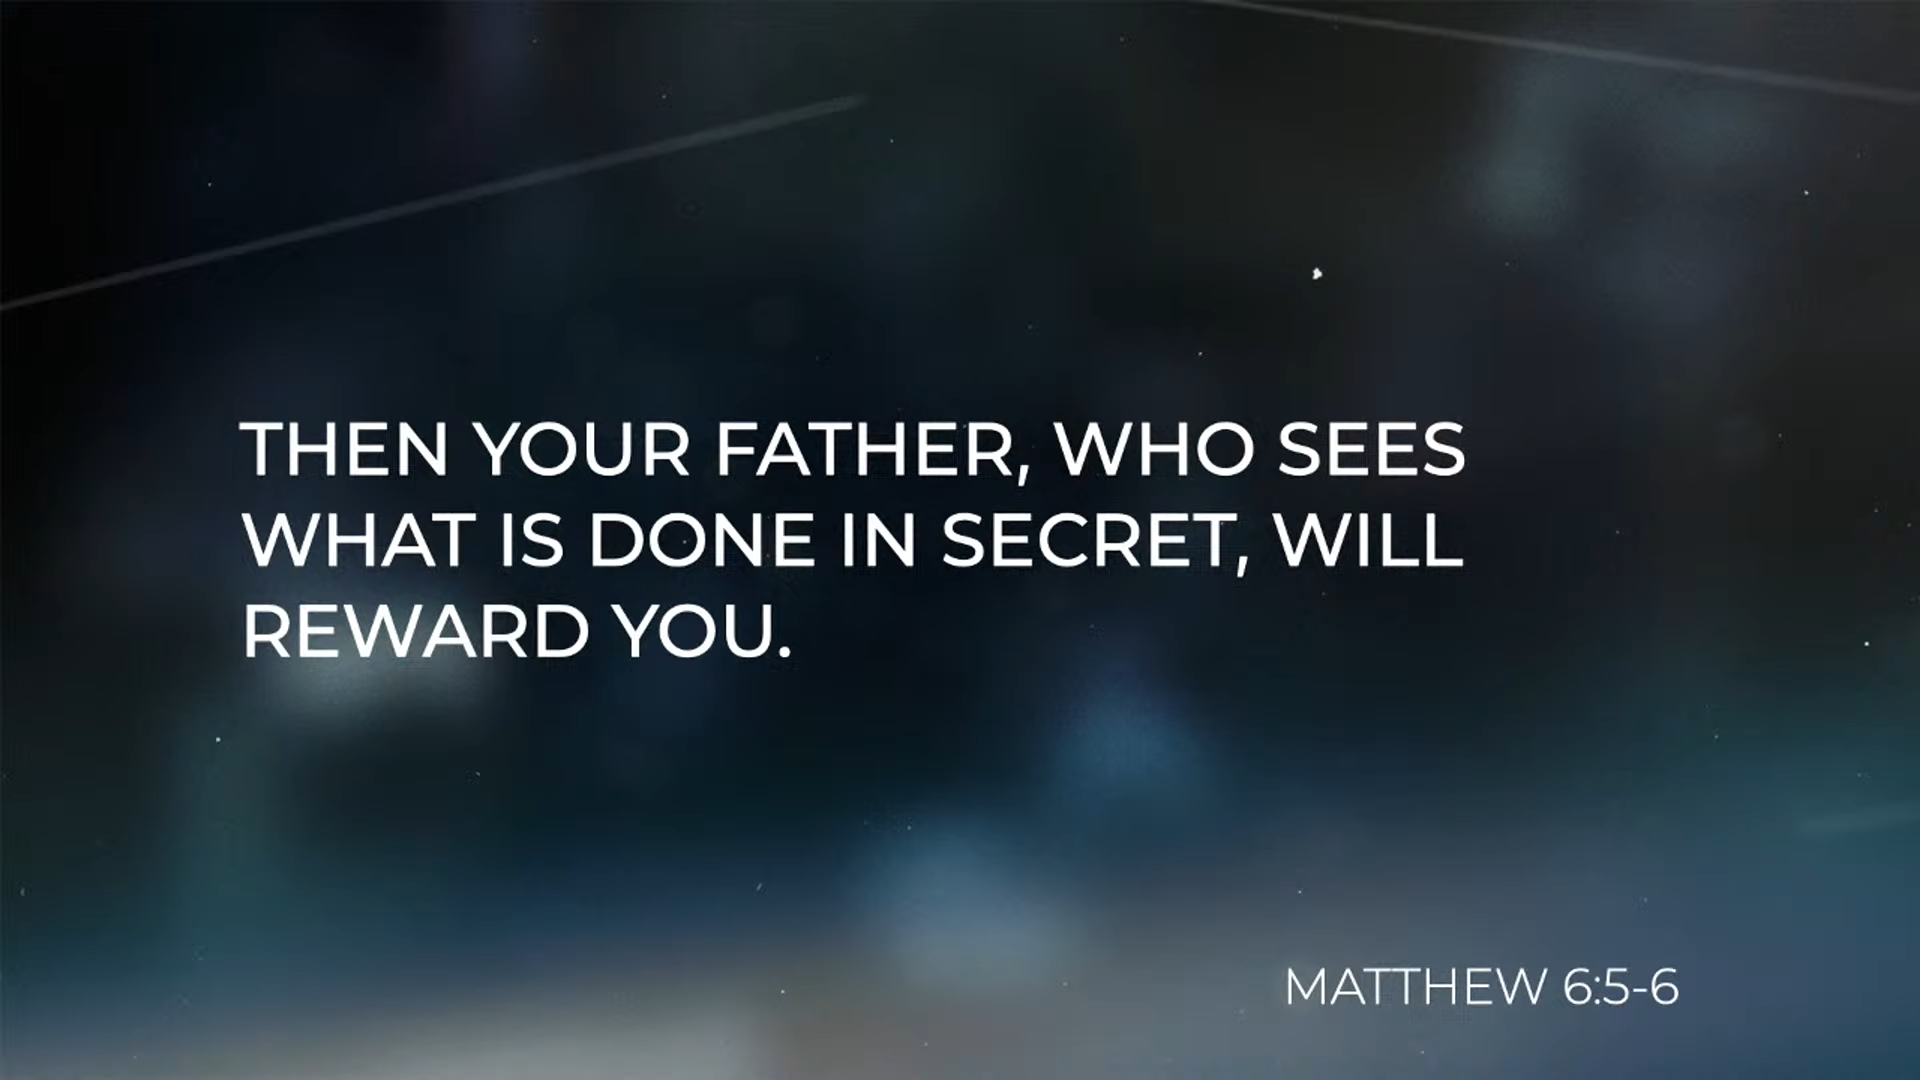 THEN YOUR FATHER, WHO SEES
WHAT IS DONE IN SECRET, WILL
REWARD YOU.
MATTHEW 6:5-6